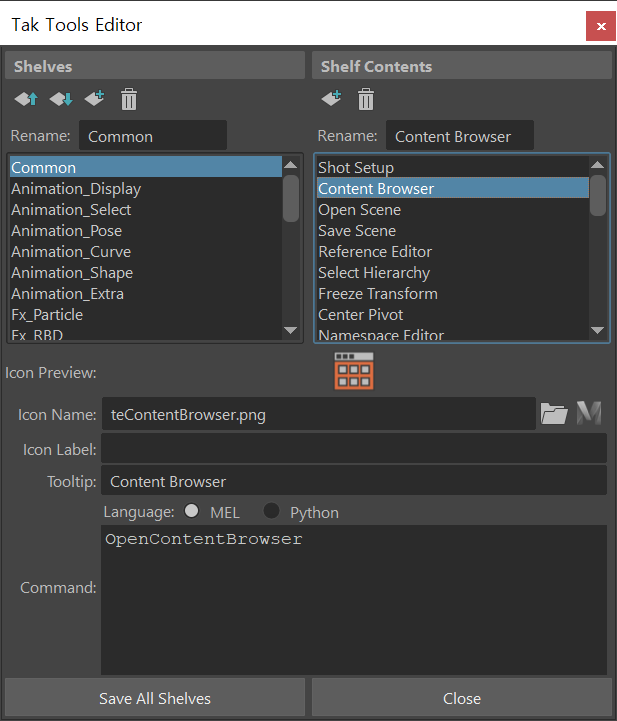 Tak Tools Editor
Shelves
Shelf Contents
Rename: Common
Rename: Content Browser
Common
Animation_Display
Animation_Select
Animation_Pose
Animation_Curve
Animation_Shape
Animation_Extra
Fx_Particle
Fx_RBD
Shot Setup
Content Browser
Open Scene
Save Scene
Reference Editor
Select Hierarchy
Freeze Transform
Center Pivot
Namespace Editor
Icon Preview:
Icon Name: teContentBrowser.png
Icon Label:
Tooltip: Content Browser
Language: MEL Python
Command: OpenContentBrowser
Save All Shelves
Close